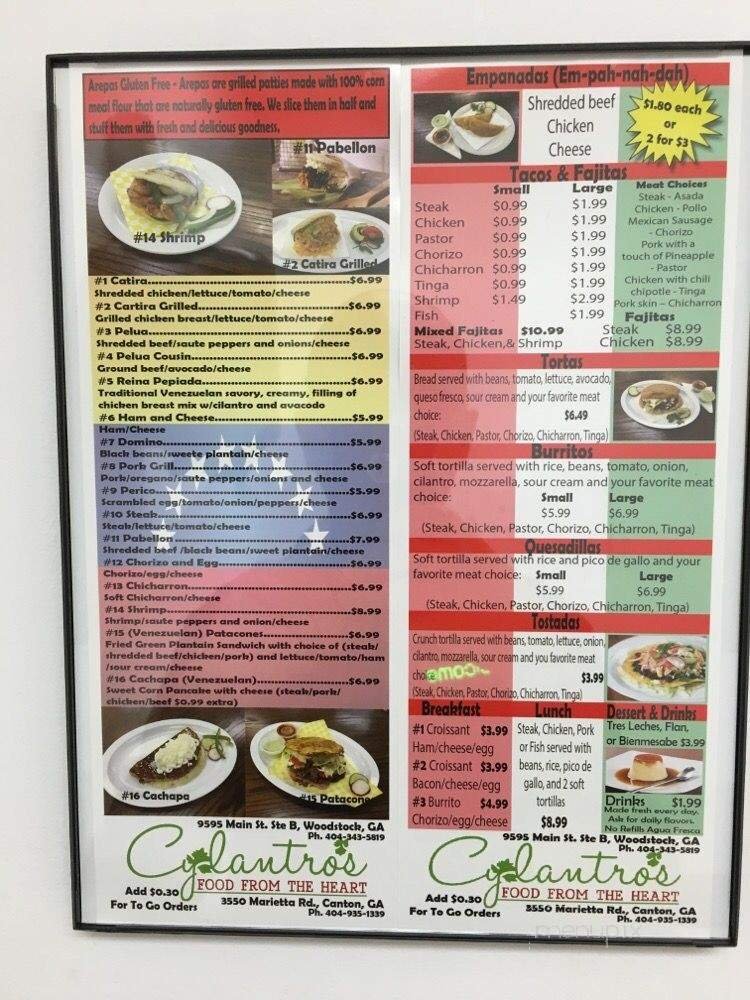 Arepas Gluten Free - Arepas are grilled patties made with 100% corn
meal flour that are naturally gluten free. We slice them in half and
stuff them with fresh and delicious goodness.
#11 Pabellon
#14 Shrimp
#2 Catira Grilled
#1 Catira.....$6.99
Shredded chicken/lettuce/tomato/cheese
#2 Cartira Grilled.....$6.99
Grilled chicken breast/lettuce/tomato/cheese
#3 Pelua.....$6.99
Shredded beef/saute peppers and onions/cheese
#4 Pelua Cousin.....$6.99
Ground beef/avocado/cheese
#5 Reina Pepiada.....$6.99
Traditional Venezuelan savory, creamy, filling of
chicken breast mix w/cilantro and avacodo
#6 Ham and Cheese.....$5.99
Ham/Cheese
#7 Domino.....$5.99
Black beans/sweete plantain/cheese
#8 Pork Grill.....$6.99
Pork/oregano/saute peppers/onions and cheese
#9 Perico.....$5.99
Scrambled egg/tomato/onion/peppers/cheese
#10 Steak.....$6.99
Steak/lettuce/tomato/cheese
#11 Pabellon.....$7.99
Shredded beef /black beans/sweet plantain/cheese
#12 Chorizo and Egg.....$6.99
Chorizo/egg/cheese
#13 Chicharron.....$6.99
Soft Chicharron/cheese
#14 Shrimp.....$8.99
Shrimp/saute peppers and onion/cheese
#15 (Venezuelan) Patacones.....$6.99
Fried Green Plantain Sandwich with choice of (steak/
shredded beef/chicken/pork) and lettuce/tomato/ham
/sour cream/cheese
#16 Cachapa (Venezuelan).....$6.99
Sweet Corn Pancake with cheese (steak/pork/
chicken/beef $0.99 extra)
#16 Cachapa
#15 Patacone
9595 Main St. Ste B, Woodstock, GA
Ph. 404-343-5819
Cylantro's
FOOD FROM THE HEART
Add $0.30
For To Go Orders
3550 Marietta Rd., Canton, GA
Ph. 404-935-1339
Empanadas (Em-pah-nah-dah)
Shredded beef
Chicken
Cheese
$1.80 each
or
2 for $3
Tacos & Fajitas
Small Large
Steak $0.99 $1.99
Chicken $0.99 $1.99
Pastor $0.99 $1.99
Chorizo $0.99 $1.99
Chicharron $0.99 $1.99
Tinga $0.99 $1.99
Shrimp $1.49 $2.99
Fish $1.99
Meat Choices
Steak - Asada
Chicken - Pollo
Mexican Sausage
- Chorizo
Pork with a
touch of Pineapple
- Pastor
Chicken with chili
chipotle - Tinga
Pork skin – Chicharron
Fajitas
Mixed Fajitas $10.99
Steak, Chicken,& Shrimp
Steak $8.99
Chicken $8.99
Tortas
Bread served with beans, tomato, lettuce, avocado,
queso fresco, sour cream and your favorite meat
choice: $6.49
(Steak, Chicken, Pastor, Chorizo, Chicharron, Tinga)
Burritos
Soft tortilla served with rice, beans, tomato, onion,
cilantro, mozzarella, sour cream and your favorite meat
choice: Small Large
$5.99 $6.99
(Steak, Chicken, Pastor, Chorizo, Chicharron, Tinga)
Quesadillas
Soft tortilla served with rice and pico de gallo and your
favorite meat choice: Small Large
$5.99 $6.99
(Steak, Chicken, Pastor, Chorizo, Chicharron, Tinga)
Tostadas
Crunch tortilla served with beans, tomato, lettuce, onion,
cilantro, mozzarella, sour cream and you favorite meat
$3.99
(Steak, Chicken, Pastor, Chorizo, Chicharron, Tinga)
Breakfast
#1 Croissant $3.99
Ham/cheese/egg
#2 Croissant $3.99
Bacon/cheese/egg
#3 Burrito $4.99
Chorizo/egg/cheese
Lunch
Steak, Chicken, Pork
or Fish served with
beans, rice, pico de
gallo, and 2 soft
tortillas
$8.99
Dessert & Drinks
Tres Leches, Flan,
or Bienmesabe $3.99
Drinks $1.99
Made fresh every day.
Ask for daily flavors.
No Refills Agua Fresca
9595 Main St. Ste B, Woodstock, GA
Ph. 404-343-5819
Cylantro's
FOOD FROM THE HEART
Add $0.30
For To Go Orders
3550 Marietta Rd., Canton, GA
Ph. 404-935-1339